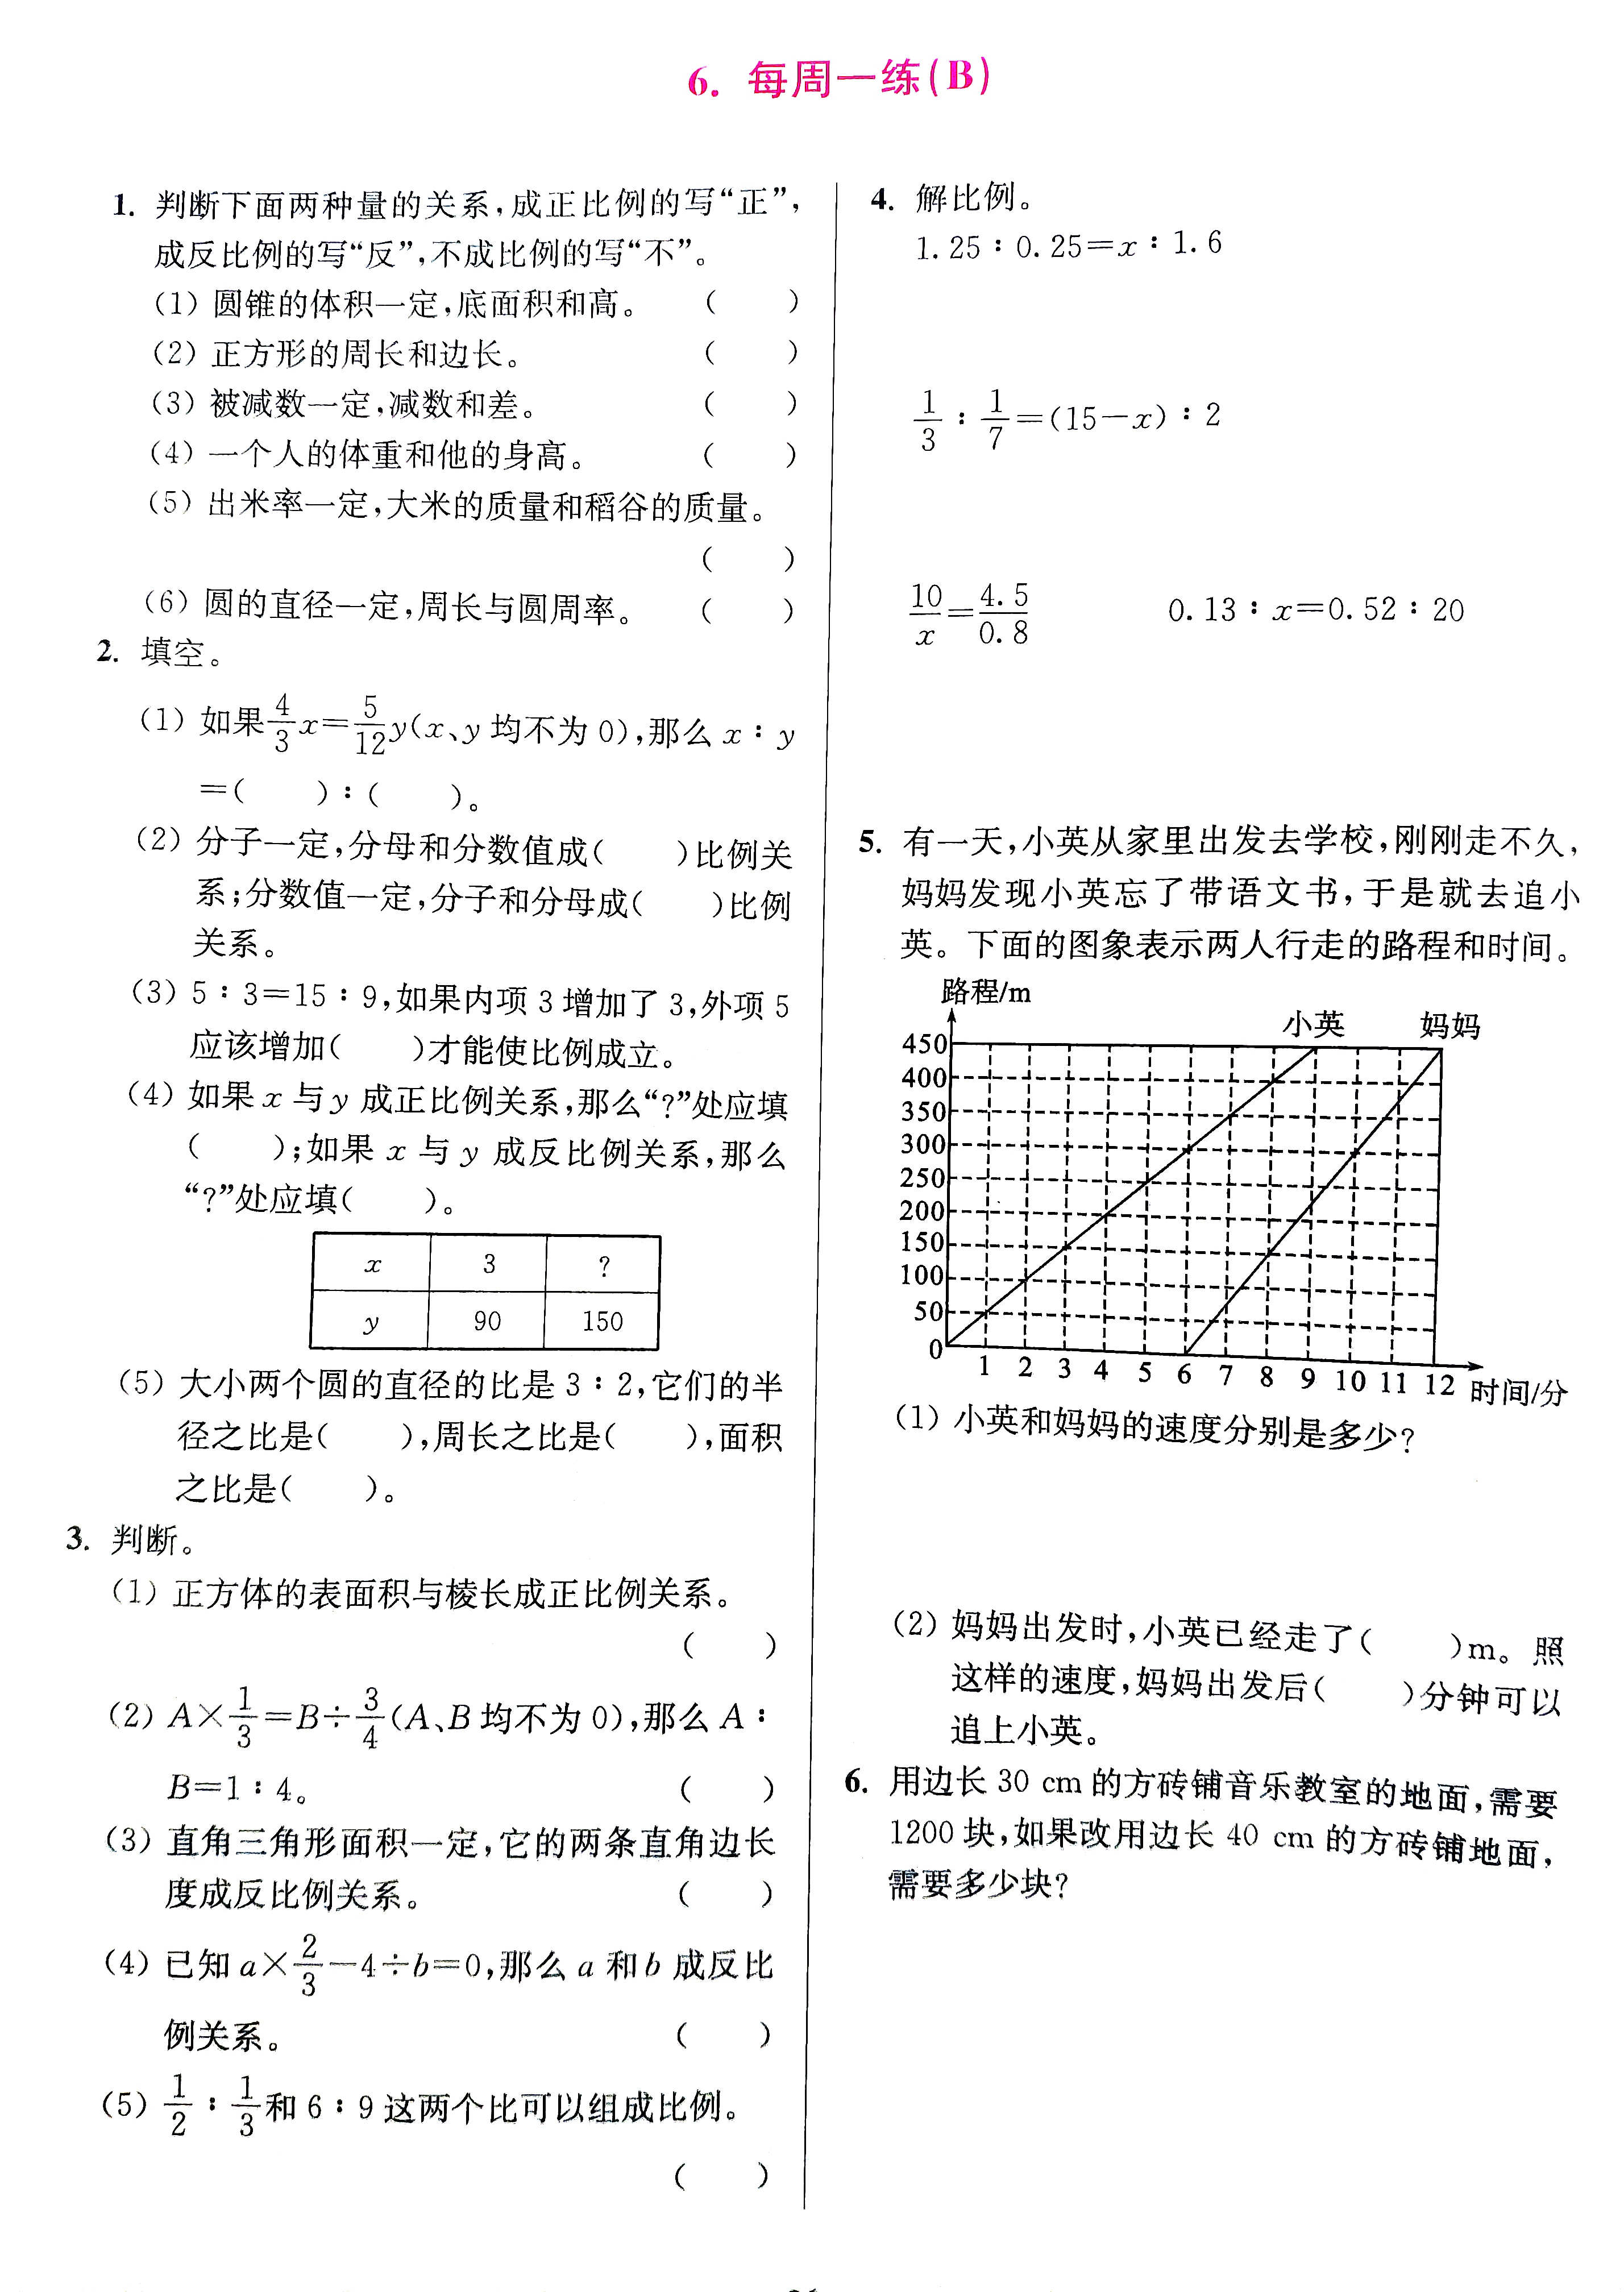 6. 每周一练(B)
1. 判断下面两种量的关系,成正比例的写“正”,
成反比例的写“反”,不成比例的写“不”。
(1) 圆锥的体积一定,底面积和高。 (  )
(2) 正方形的周长和边长。 (  )
(3) 被减数一定,减数和差。 (  )
(4) 一个人的体重和他的身高。 (  )
(5) 出米率一定,大米的质量和稻谷的质量。
(  )
(6) 圆的直径一定,周长与圆周率。 (  )
2. 填空。
(1) 如果4/3x=5/12y(x、y均不为0),那么x∶y
=(  )∶(  )。
(2) 分子一定,分母和分数值成(  )比例关
系;分数值一定,分子和分母成(  )比例
关系。
(3) 5∶3=15∶9,如果内项3增加了3,外项5
应该增加(  )才能使比例成立。
(4) 如果x与y成正比例关系,那么“?”处应填
(  );如果x与y成反比例关系,那么
“?”处应填(  )。
x 3 ?
y 90 150
(5) 大小两个圆的直径的比是3∶2,它们的半
径之比是(  ),周长之比是(  ),面积
之比是(  )。
3. 判断。
(1) 正方体的表面积与棱长成正比例关系。
(  )
(2) A×1/3=B÷3/4(A、B均不为0),那么A∶
B=1∶4。 (  )
(3) 直角三角形面积一定,它的两条直角边长
度成反比例关系。 (  )
(4) 已知a×2/3-4÷b=0,那么a和b成反比
例关系。 (  )
(5) 1/2∶1/3和6∶9这两个比可以组成比例。
(  )
4. 解比例。
1.25∶0.25=x∶1.6
1/3∶1/7=(15-x)∶2
10/x=4.5/0.8 0.13∶x=0.52∶20
5. 有一天,小英从家里出发去学校,刚刚走不久,
妈妈发现小英忘了带语文书,于是就去追小
英。下面的图象表示两人行走的路程和时间。
路程/m
小英 妈妈
450
400
350
300
250
200
150
100
50
0
1 2 3 4 5 6 7 8 9 10 11 12 时间/分
(1) 小英和妈妈的速度分别是多少?
(2) 妈妈出发时,小英已经走了(  )m。照
这样的速度,妈妈出发后(  )分钟可以
追上小英。
6. 用边长30 cm的方砖铺音乐教室的地面,需要
1200块,如果改用边长40 cm的方砖铺地面,
需要多少块?